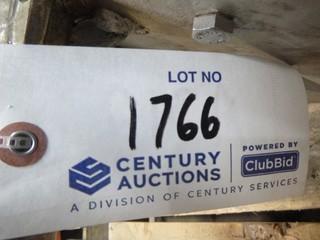 LOT NO
1766
CENTURY AUCTIONS
POWERED BY
ClubBid
A DIVISION OF CENTURY SERVICES